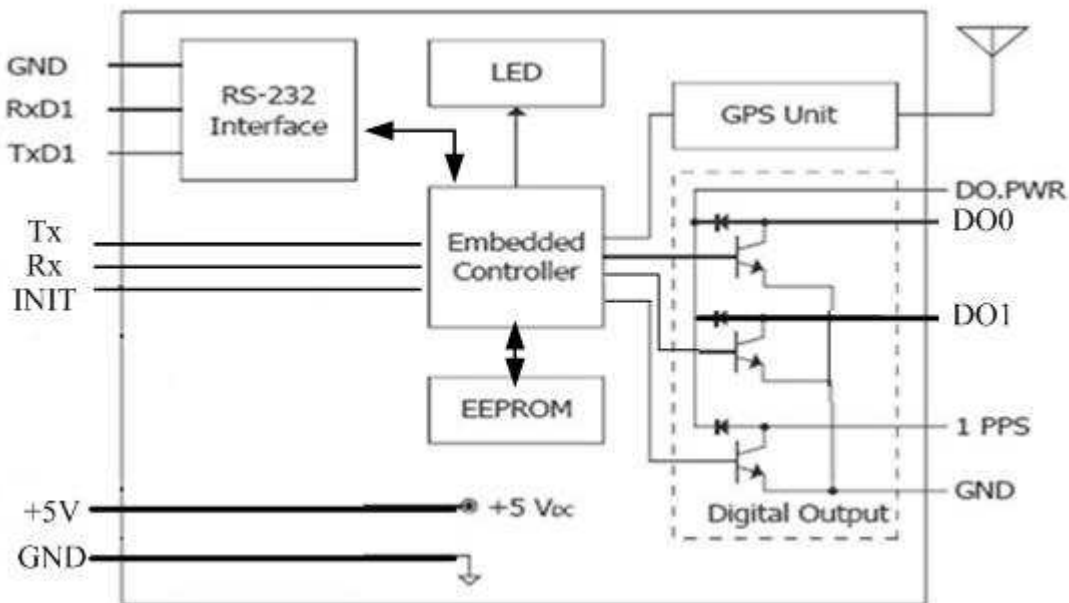 GND
RxD1
TxD1
RS-232
Interface
LED
GPS Unit
DO.PWR
DO0
Tx
Rx
INIT
Embedded
Controller
DO1
EEPROM
1 PPS
GND
Digital Output
+5V
+5 VDC
GND